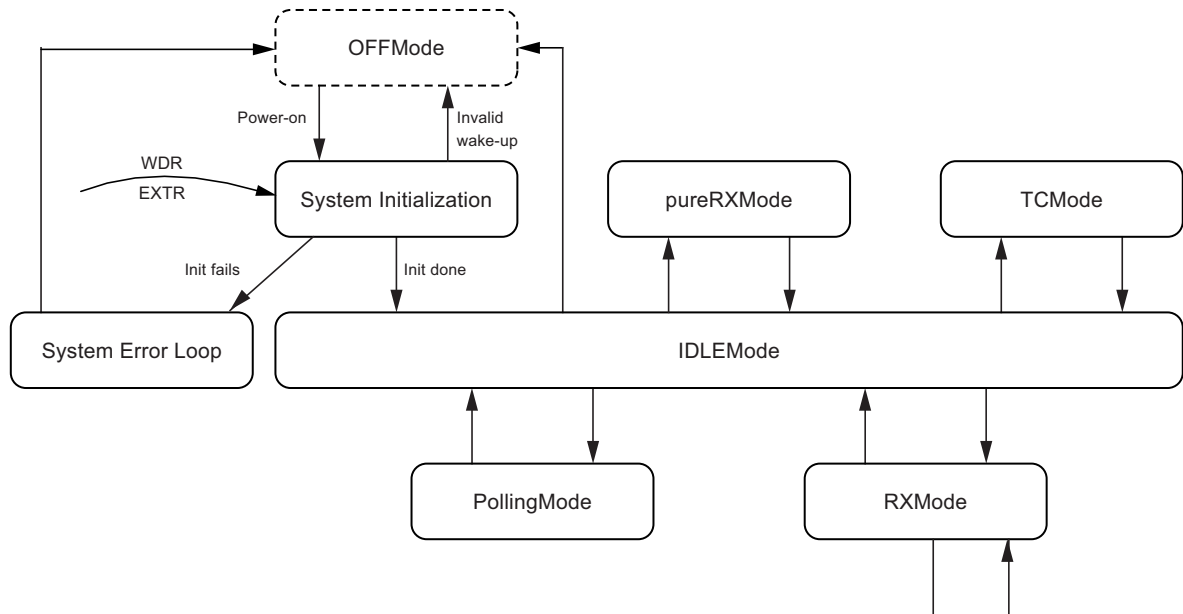 OFFMode
Power-on
Invalid
wake-up
WDR
EXTR
System Initialization
pureRXMode
TCMode
Init fails
Init done
System Error Loop
IDLEMode
PollingMode
RXMode